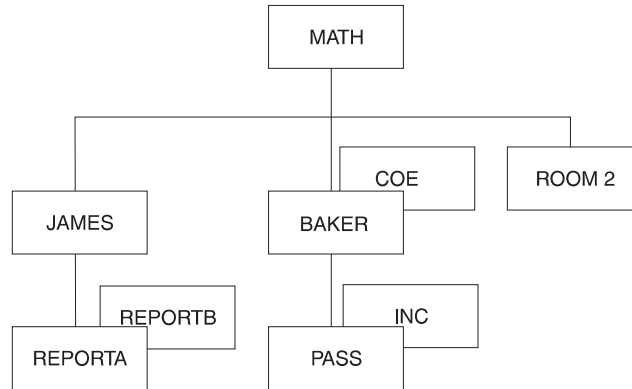 MATH
COE
ROOM 2
JAMES
BAKER
REPORTB
INC
REPORTA
PASS